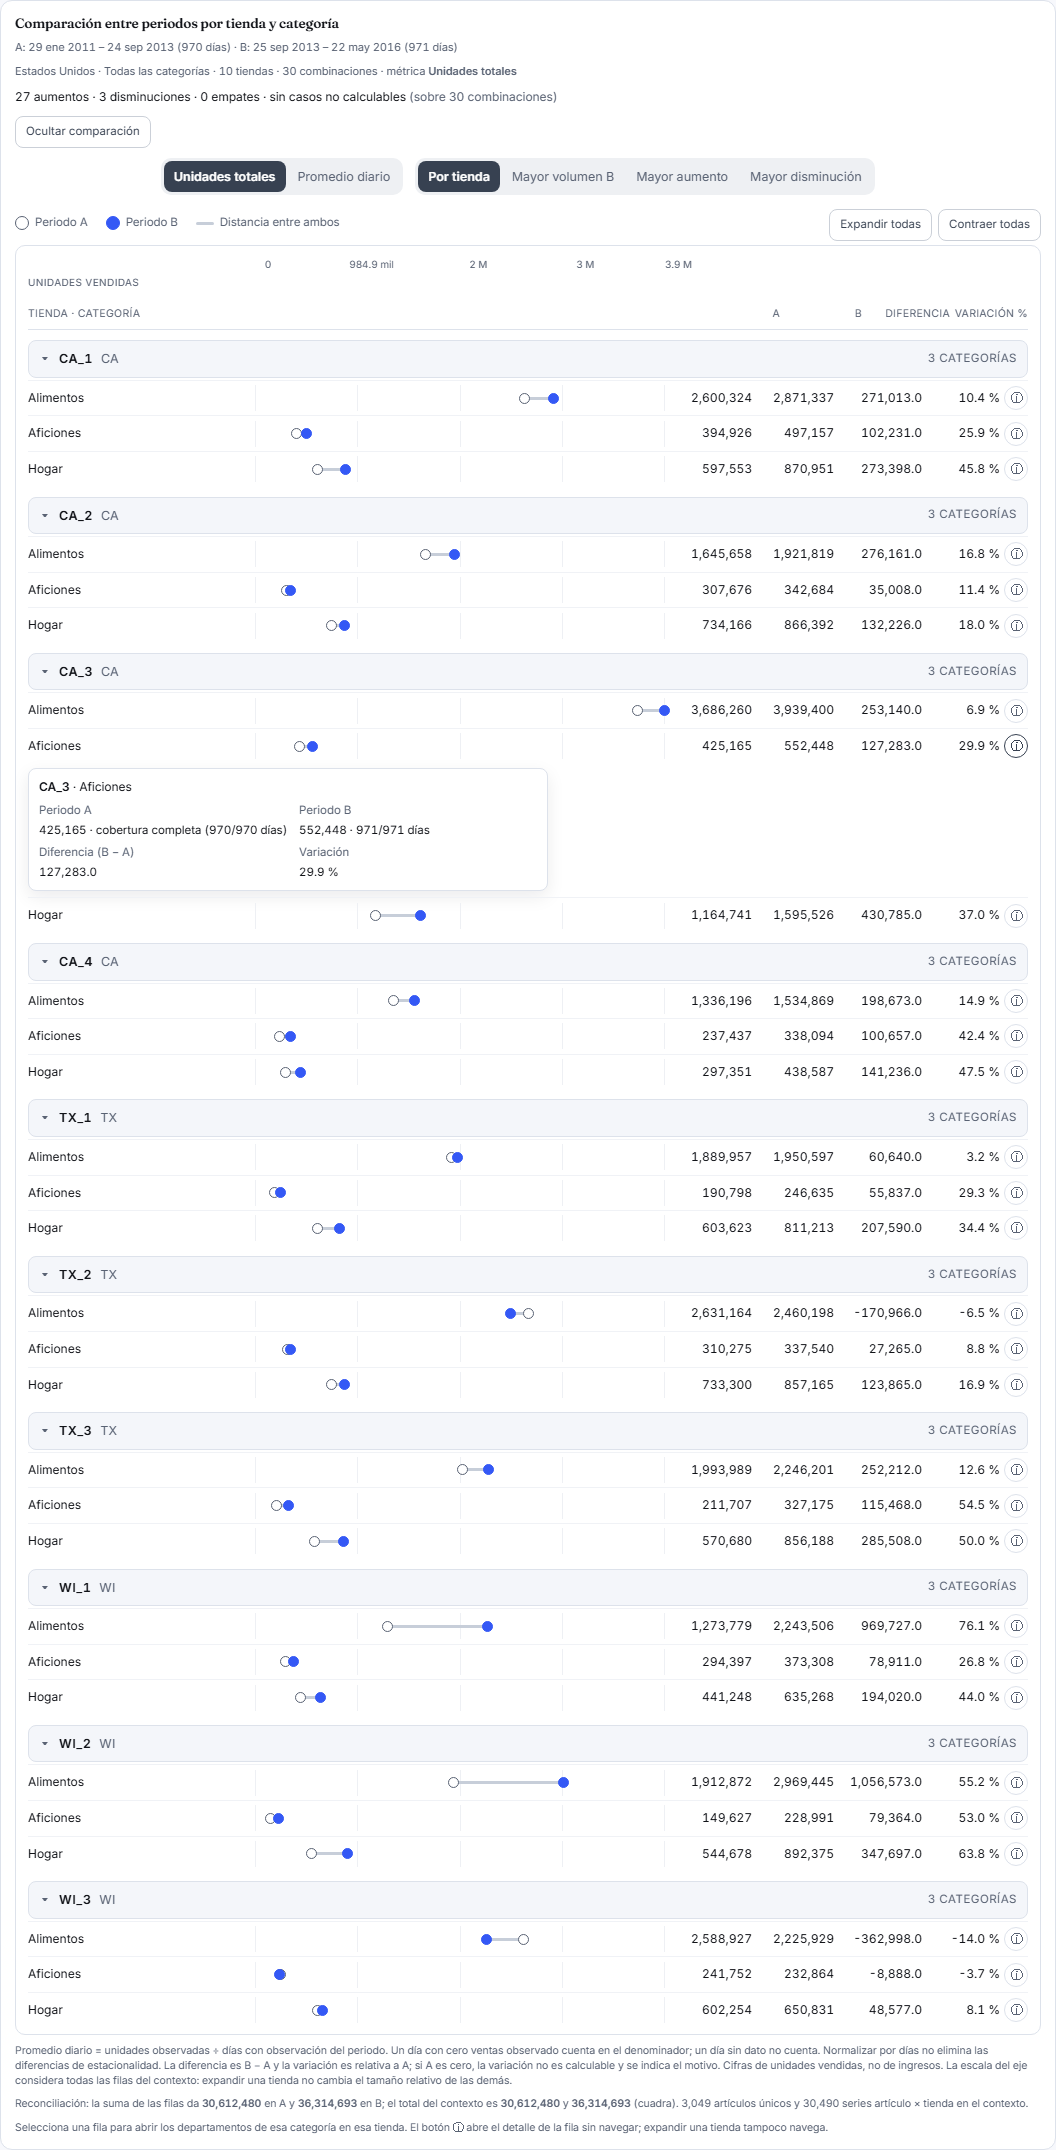 Comparación entre periodos por tienda y categoría
A: 29 ene 2011 – 24 sep 2013 (970 días) · B: 25 sep 2013 – 22 may 2016 (971 días)
Estados Unidos · Todas las categorías · 10 tiendas · 30 combinaciones · métrica Unidades totales
27 aumentos · 3 disminuciones · 0 empates · sin casos no calculables (sobre 30 combinaciones)
Ocultar comparación
Unidades totales Promedio diario Por tienda Mayor volumen B Mayor aumento Mayor disminución
Periodo A Periodo B Distancia entre ambos Expandir todas Contraer todas
0 984.9 mil 2 M 3 M 3.9 M
UNIDADES VENDIDAS
TIENDA · CATEGORÍA A B DIFERENCIA VARIACIÓN %
CA_1 CA 3 CATEGORÍAS
Alimentos 2,600,324 2,871,337 271,013.0 10.4 % ⓘ
Aficiones 394,926 497,157 102,231.0 25.9 % ⓘ
Hogar 597,553 870,951 273,398.0 45.8 % ⓘ
CA_2 CA 3 CATEGORÍAS
Alimentos 1,645,658 1,921,819 276,161.0 16.8 % ⓘ
Aficiones 307,676 342,684 35,008.0 11.4 % ⓘ
Hogar 734,166 866,392 132,226.0 18.0 % ⓘ
CA_3 CA 3 CATEGORÍAS
Alimentos 3,686,260 3,939,400 253,140.0 6.9 % ⓘ
Aficiones 425,165 552,448 127,283.0 29.9 % ⓘ
CA_3 · Aficiones
Periodo A Periodo B
425,165 · cobertura completa (970/970 días) 552,448 · 971/971 días
Diferencia (B − A) Variación
127,283.0 29.9 %
Hogar 1,164,741 1,595,526 430,785.0 37.0 % ⓘ
CA_4 CA 3 CATEGORÍAS
Alimentos 1,336,196 1,534,869 198,673.0 14.9 % ⓘ
Aficiones 237,437 338,094 100,657.0 42.4 % ⓘ
Hogar 297,351 438,587 141,236.0 47.5 % ⓘ
TX_1 TX 3 CATEGORÍAS
Alimentos 1,889,957 1,950,597 60,640.0 3.2 % ⓘ
Aficiones 190,798 246,635 55,837.0 29.3 % ⓘ
Hogar 603,623 811,213 207,590.0 34.4 % ⓘ
TX_2 TX 3 CATEGORÍAS
Alimentos 2,631,164 2,460,198 -170,966.0 -6.5 % ⓘ
Aficiones 310,275 337,540 27,265.0 8.8 % ⓘ
Hogar 733,300 857,165 123,865.0 16.9 % ⓘ
TX_3 TX 3 CATEGORÍAS
Alimentos 1,993,989 2,246,201 252,212.0 12.6 % ⓘ
Aficiones 211,707 327,175 115,468.0 54.5 % ⓘ
Hogar 570,680 856,188 285,508.0 50.0 % ⓘ
WI_1 WI 3 CATEGORÍAS
Alimentos 1,273,779 2,243,506 969,727.0 76.1 % ⓘ
Aficiones 294,397 373,308 78,911.0 26.8 % ⓘ
Hogar 441,248 635,268 194,020.0 44.0 % ⓘ
WI_2 WI 3 CATEGORÍAS
Alimentos 1,912,872 2,969,445 1,056,573.0 55.2 % ⓘ
Aficiones 149,627 228,991 79,364.0 53.0 % ⓘ
Hogar 544,678 892,375 347,697.0 63.8 % ⓘ
WI_3 WI 3 CATEGORÍAS
Alimentos 2,588,927 2,225,929 -362,998.0 -14.0 % ⓘ
Aficiones 241,752 232,864 -8,888.0 -3.7 % ⓘ
Hogar 602,254 650,831 48,577.0 8.1 % ⓘ
Promedio diario = unidades observadas ÷ días con observación del periodo. Un día con cero ventas observado cuenta en el denominador; un día sin dato no cuenta. Normalizar por días no elimina las
diferencias de estacionalidad. La diferencia es B − A y la variación es relativa a A; si A es cero, la variación no es calculable y se indica el motivo. Cifras de unidades vendidas, no de ingresos. La escala del eje
considera todas las filas del contexto: expandir una tienda no cambia el tamaño relativo de las demás.
Reconciliación: la suma de las filas da 30,612,480 en A y 36,314,693 en B; el total del contexto es 30,612,480 y 36,314,693 (cuadra). 3,049 artículos únicos y 30,490 series artículo × tienda en el contexto.
Selecciona una fila para abrir los departamentos de esa categoría en esa tienda. El botón ⓘ abre el detalle de la fila sin navegar; expandir una tienda tampoco navega.